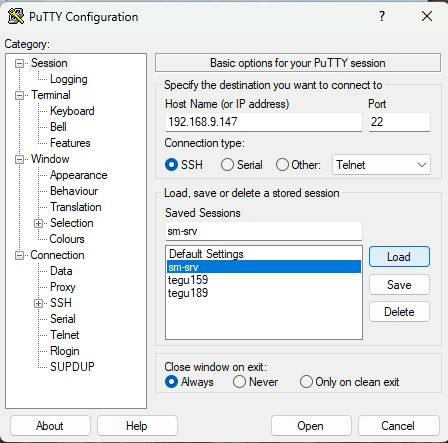 PuTTY Configuration
Category:
Session
Logging
Terminal
Keyboard
Bell
Features
Window
Appearance
Behaviour
Translation
Selection
Colours
Connection
Data
Proxy
SSH
Serial
Telnet
Rlogin
SUPDUP
Basic options for your PuTTY session
Specify the destination you want to connect to
Host Name (or IP address) Port
192.168.9.147 22
Connection type:
SSH Serial Other: Telnet
Load, save or delete a stored session
Saved Sessions
sm-srv
Default Settings
sm-srv
tegu159
tegu189
Load
Save
Delete
Close window on exit:
Always Never Only on clean exit
About Help Open Cancel